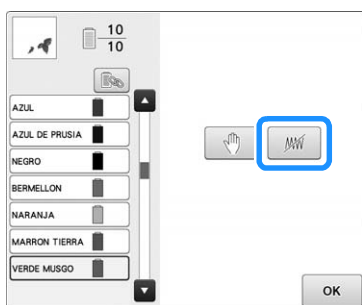 10
10
AZUL
AZUL DE PRUSIA
NEGRO
BERMELLON
NARANJA
MARRON TIERRA
VERDE MUSGO
OK